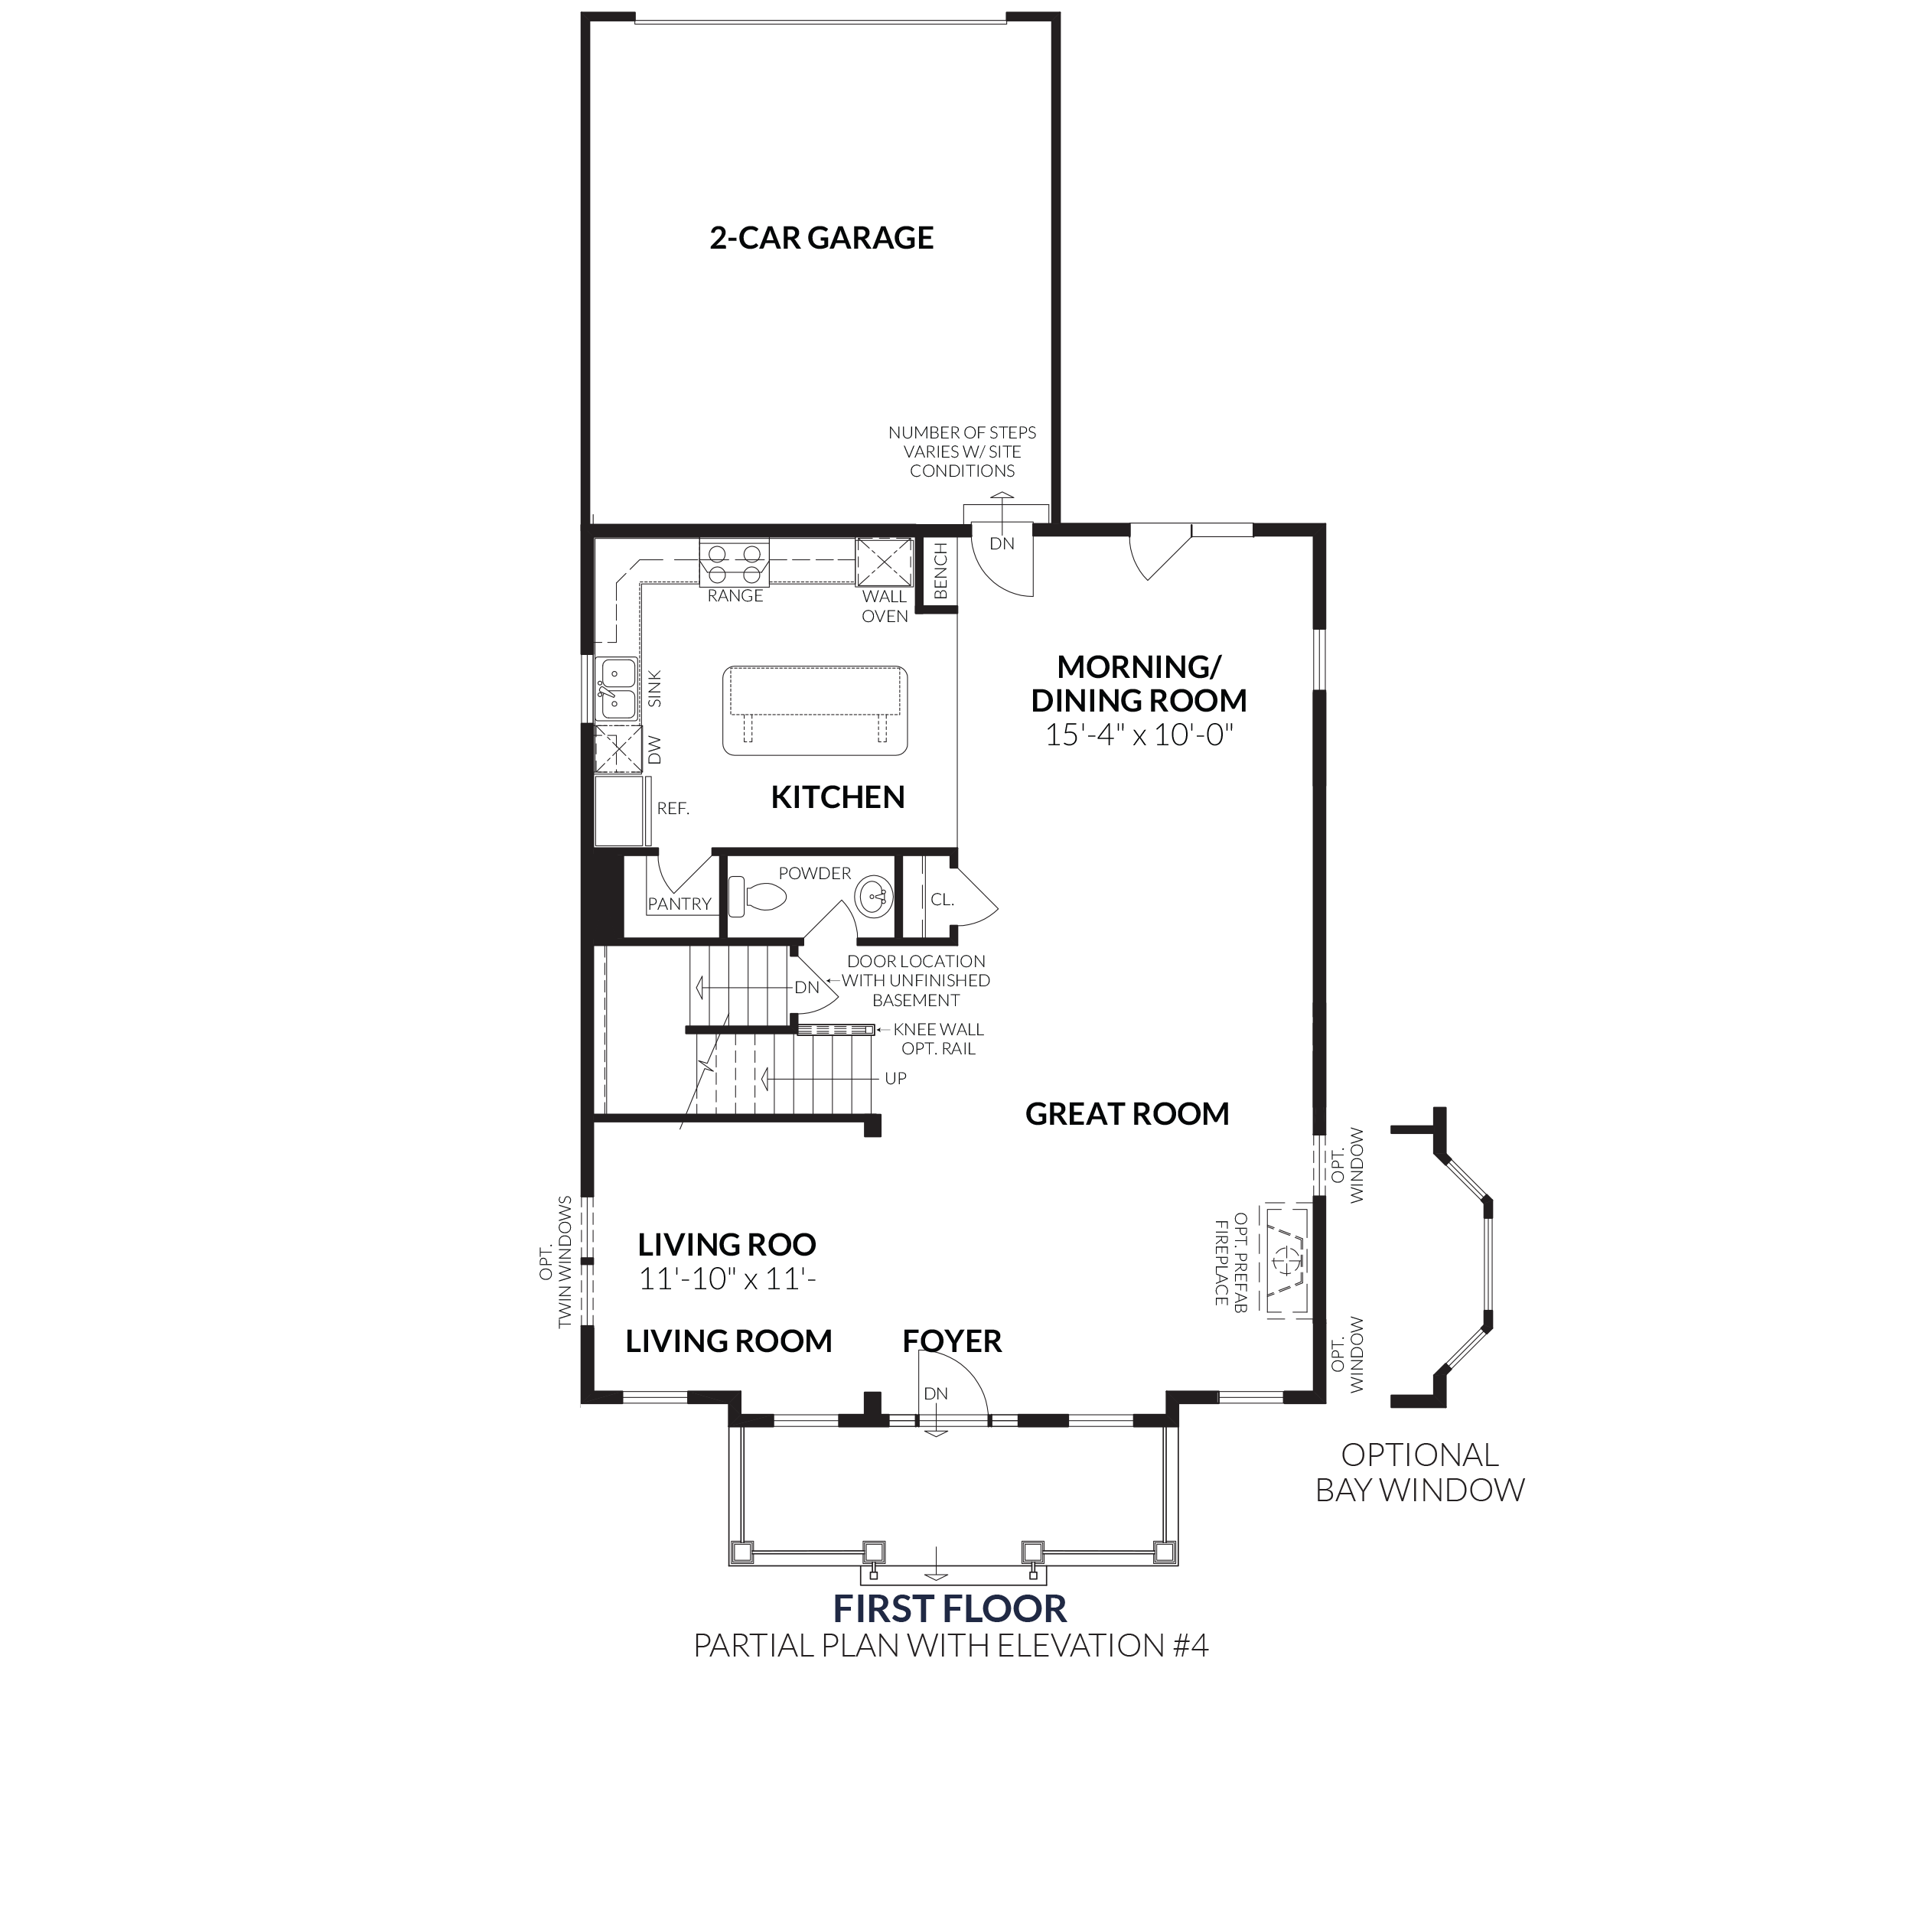 2-CAR GARAGE
NUMBER OF STEPS
VARIES W/ SITE
CONDITIONS
DN
BENCH
RANGE
WALL
OVEN
SINK
DW
REF.
KITCHEN
MORNING/
DINING ROOM
15'-4" x 10'-0"
PANTRY
POWDER
CL.
DN
DOOR LOCATION
WITH UNFINISHED
BASEMENT
KNEE WALL
OPT. RAIL
UP
GREAT ROOM
OPT.
WINDOW
OPT.
TWIN WINDOWS
LIVING ROO
11'-10" x 11'-
OPT. PREFAB
FIREPLACE
LIVING ROOM
FOYER
DN
OPT.
WINDOW
OPTIONAL
BAY WINDOW
FIRST FLOOR
PARTIAL PLAN WITH ELEVATION #4